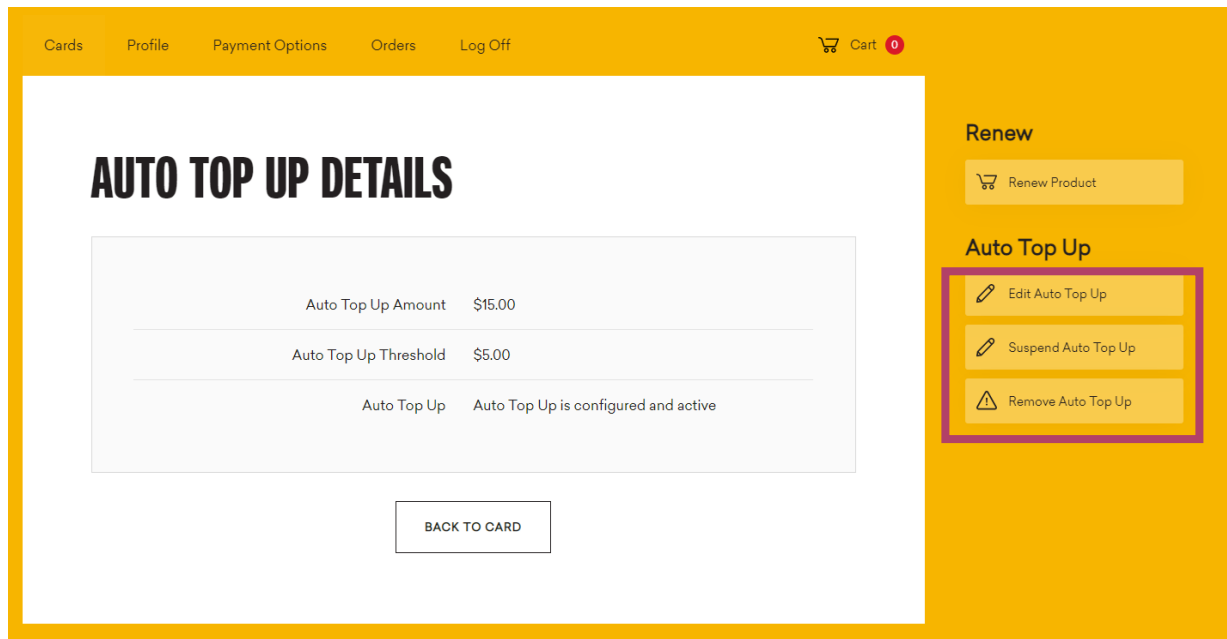 Cards Profile Payment Options Orders Log Off Cart 0
AUTO TOP UP DETAILS
Auto Top Up Amount $15.00
Auto Top Up Threshold $5.00
Auto Top Up Auto Top Up is configured and active
BACK TO CARD
Renew
Renew Product
Auto Top Up
Edit Auto Top Up
Suspend Auto Top Up
Remove Auto Top Up